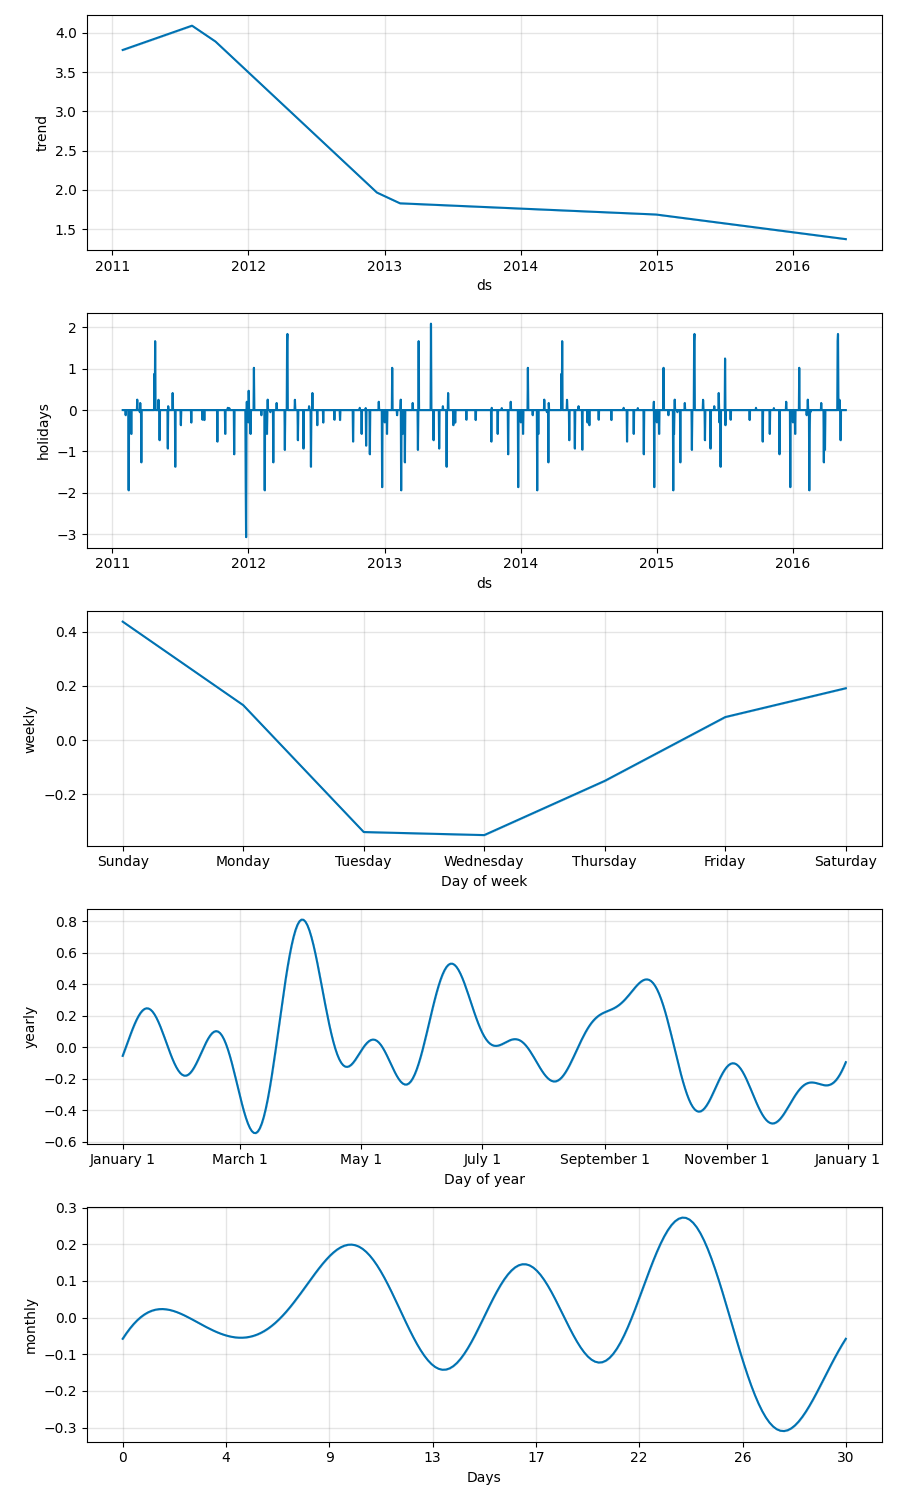 4.0
3.5
3.0
2.5
2.0
1.5
trend
2011 2012 2013 2014 2015 2016
ds
2
1
0
−1
−2
−3
holidays
2011 2012 2013 2014 2015 2016
ds
0.4
0.2
0.0
−0.2
weekly
Sunday Monday Tuesday Wednesday Thursday Friday Saturday
Day of week
0.8
0.6
0.4
0.2
0.0
−0.2
−0.4
−0.6
yearly
January 1 March 1 May 1 July 1 September 1 November 1 January 1
Day of year
0.3
0.2
0.1
0.0
−0.1
−0.2
−0.3
monthly
0 4 9 13 17 22 26 30
Days